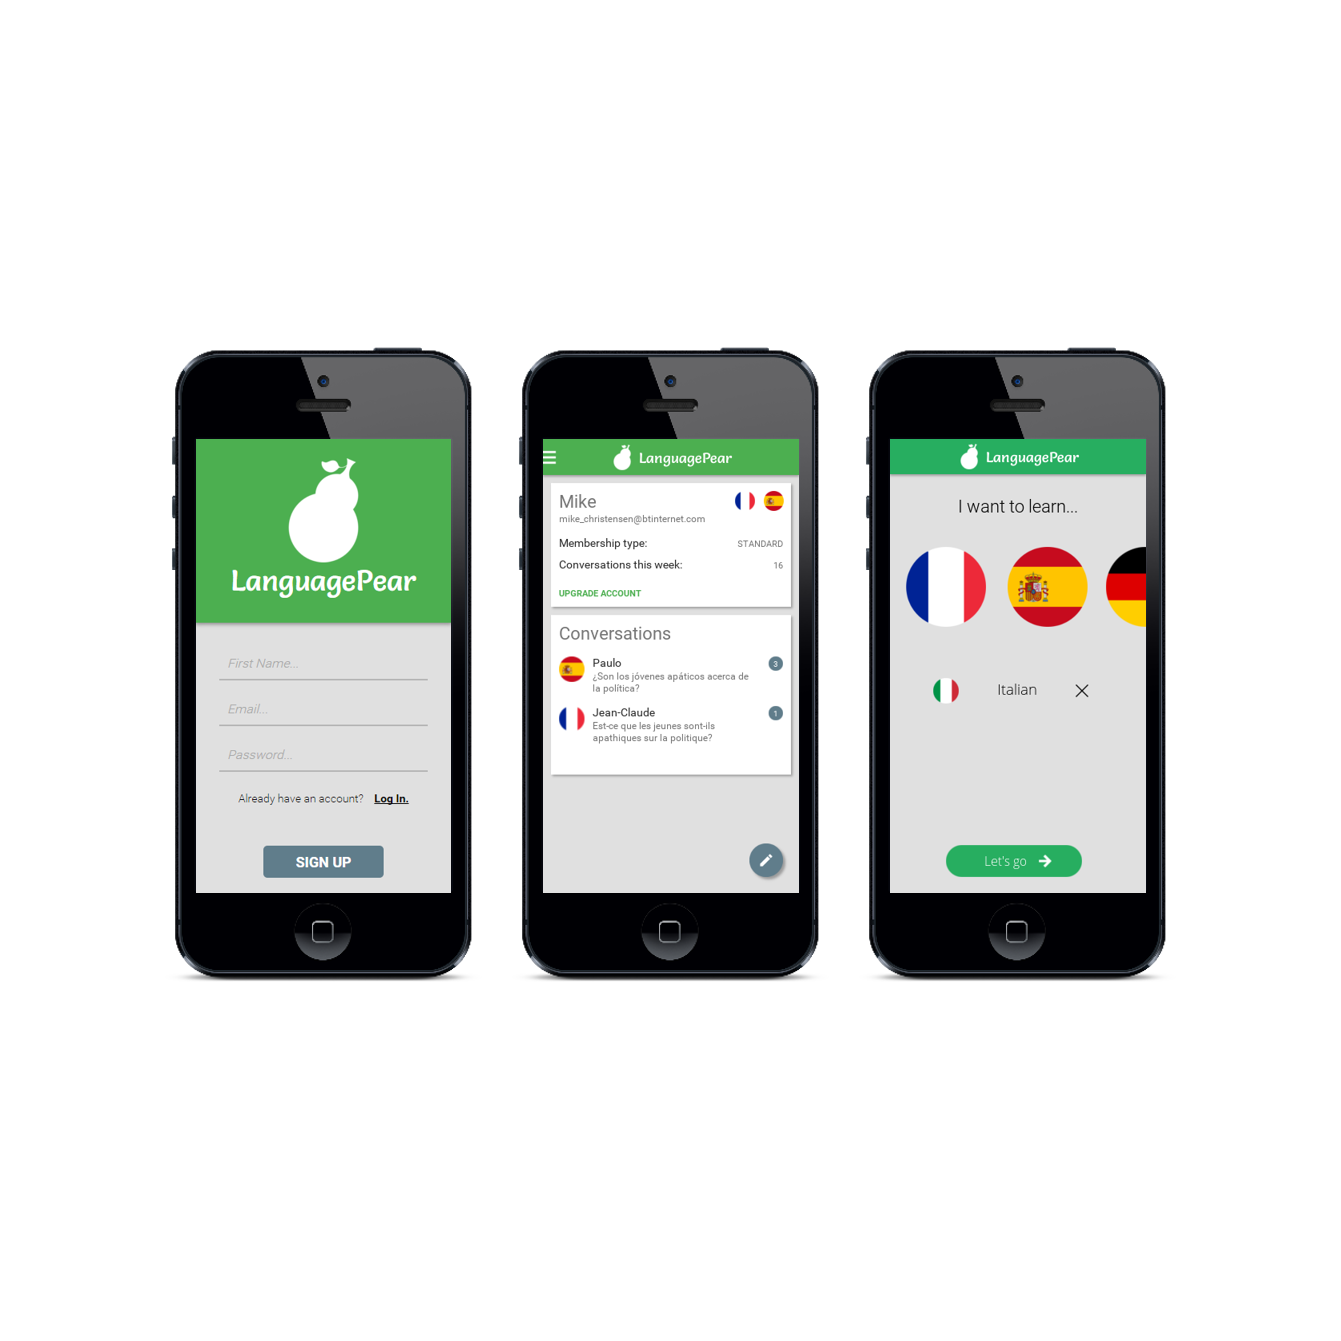 LanguagePear
First Name...
Email...
Password...
Already have an account? Log In.
SIGN UP
LanguagePear
Mike
mike_christensen@btinternet.com
Membership type: STANDARD
Conversations this week: 16
UPGRADE ACCOUNT
Conversations
Paulo 3
¿Son los jóvenes apáticos acerca de
la política?
Jean-Claude 1
Est-ce que les jeunes sont-ils
apathiques sur la politique?
LanguagePear
I want to learn...
Italian
Let's go